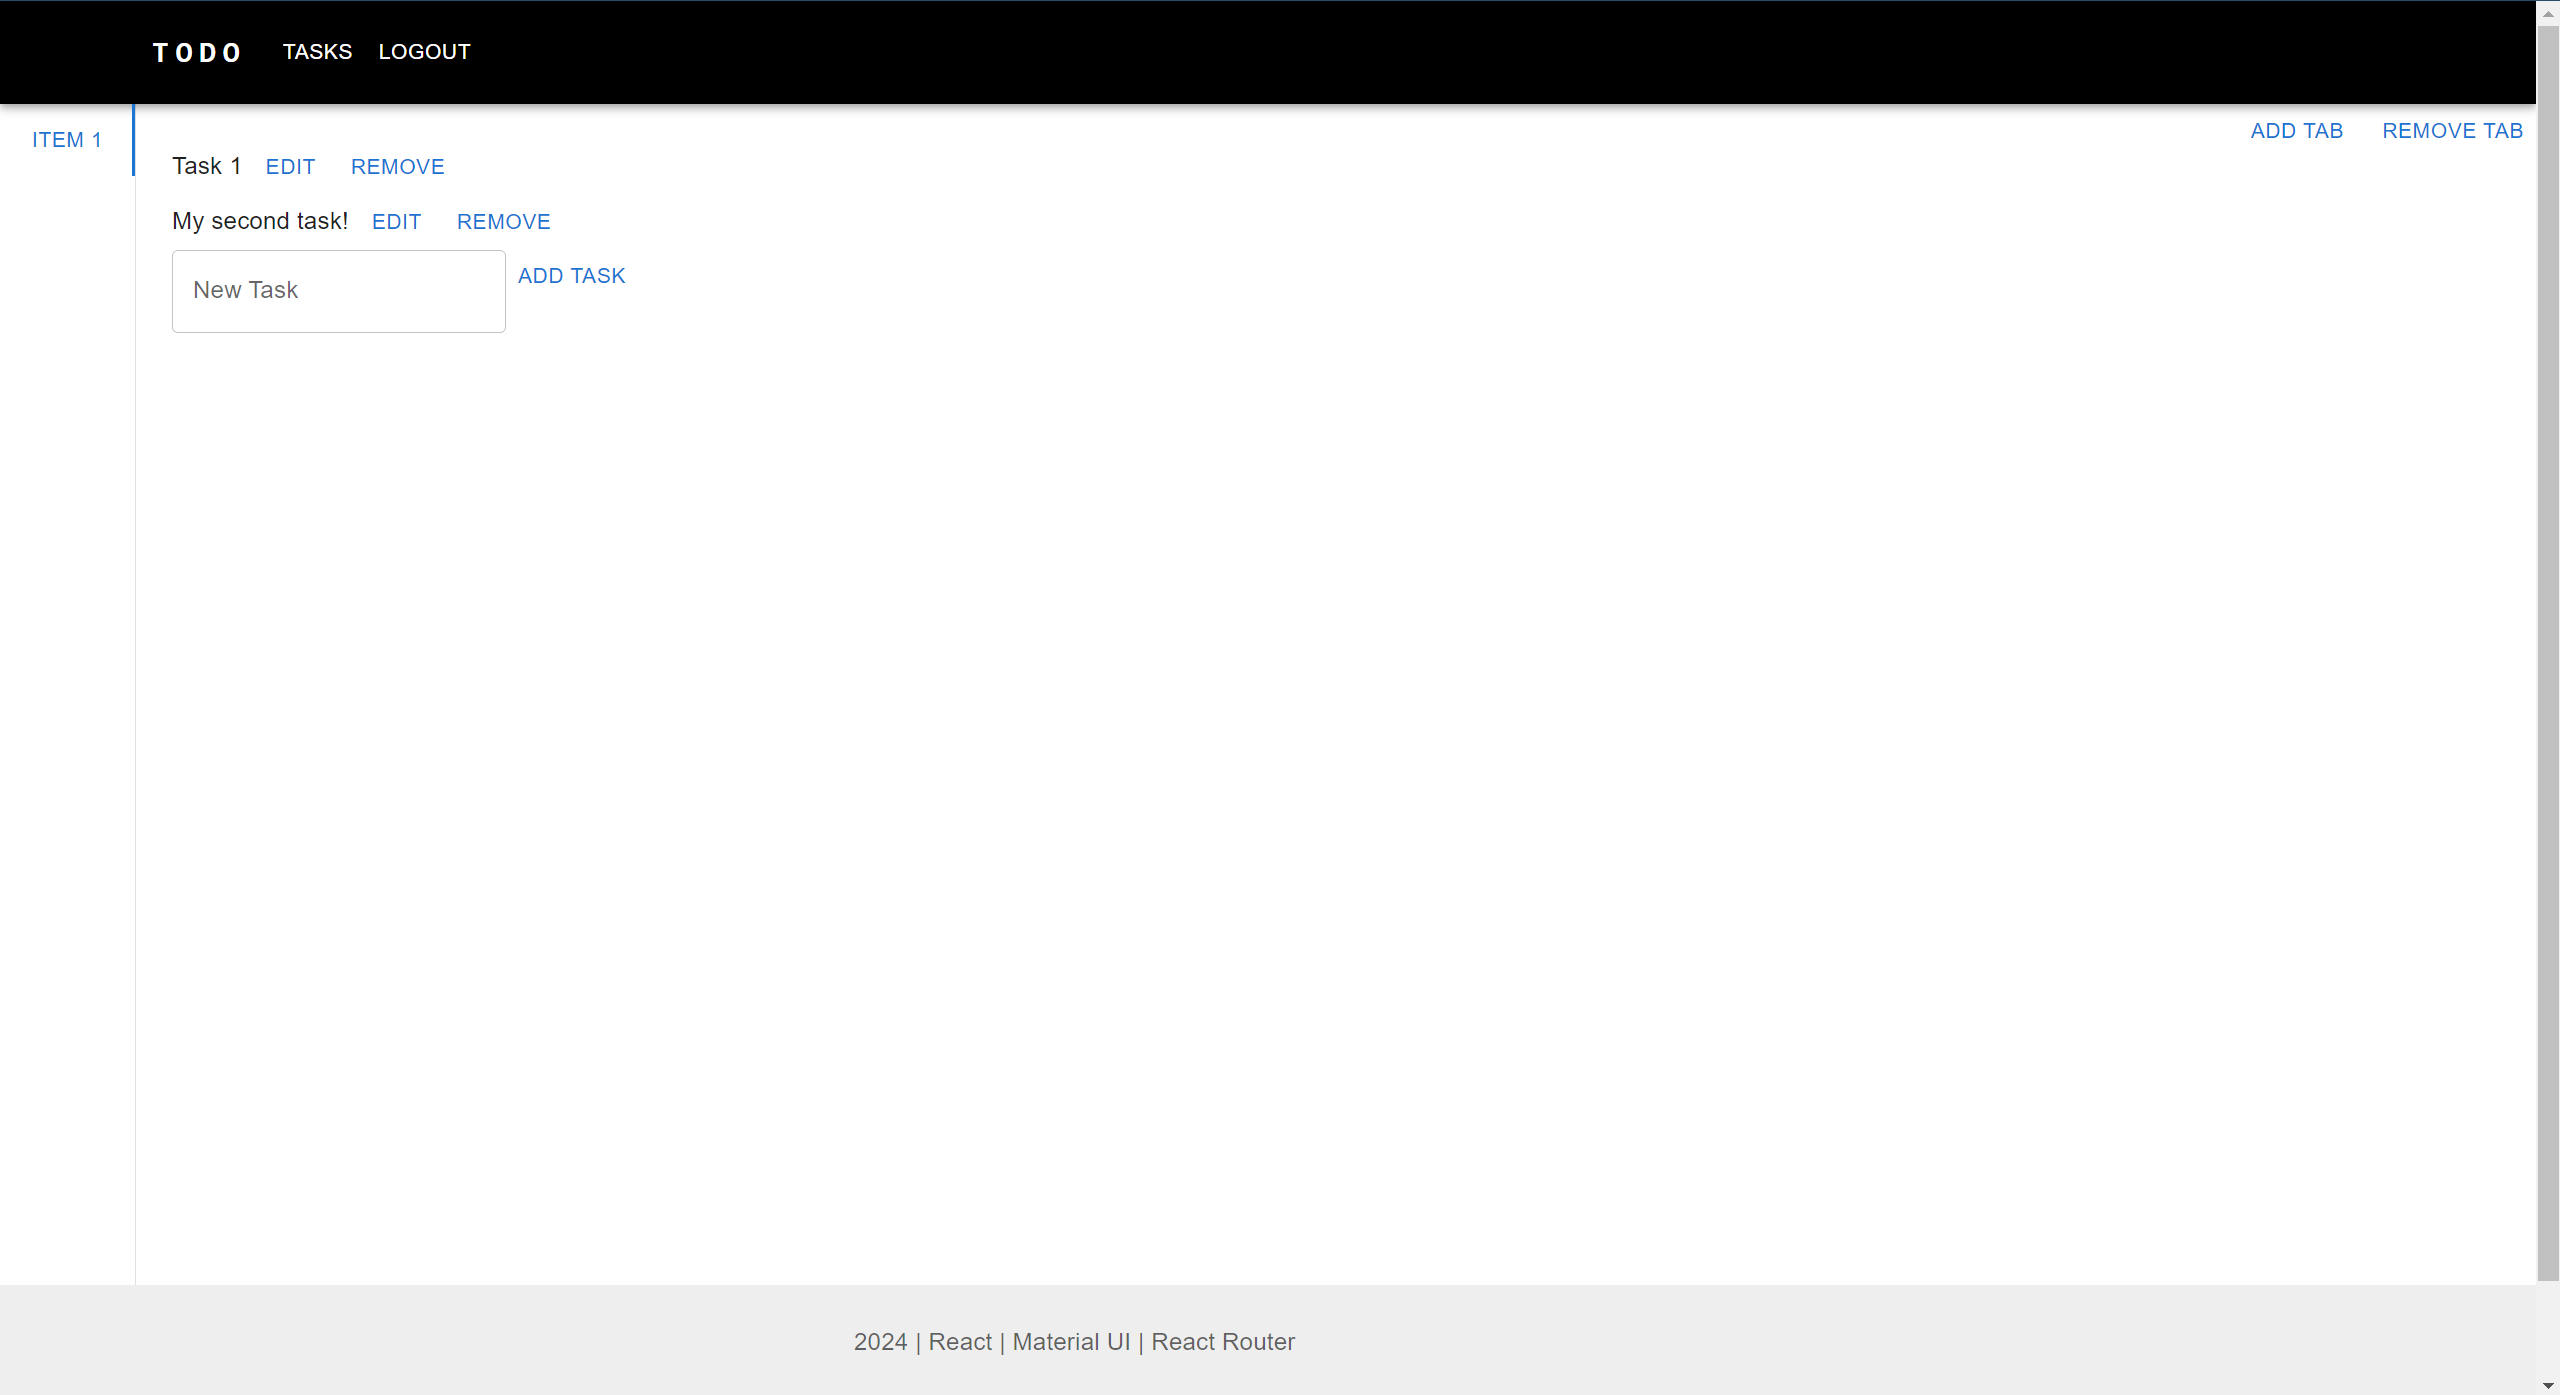 TODO TASKS LOGOUT
ITEM 1
ADD TAB REMOVE TAB
Task 1 EDIT REMOVE
My second task! EDIT REMOVE
New Task ADD TASK
2024 | React | Material UI | React Router